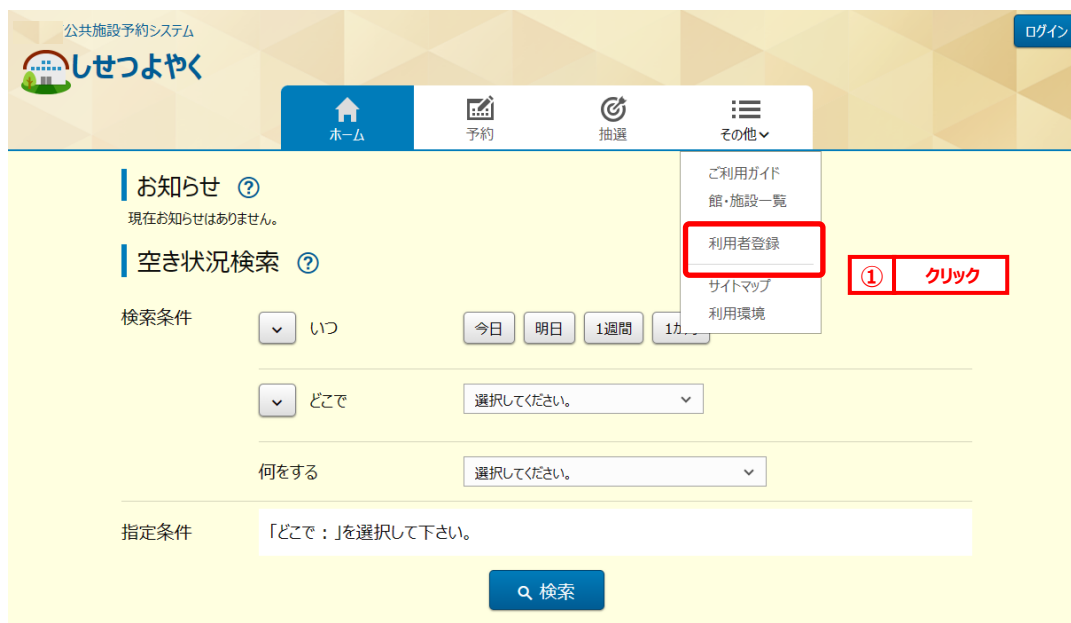 公共施設予約システム
しせつよやく
ログイン
ホーム
予約
抽選
その他
ご利用ガイド
館・施設一覧
利用者登録
サイトマップ
利用環境
① クリック
お知らせ ?
現在お知らせはありません。
空き状況検索 ?
検索条件 いつ 今日 明日 1週間
どこで 選択してください。
何をする 選択してください。
指定条件 「どこで：」を選択して下さい。
検索